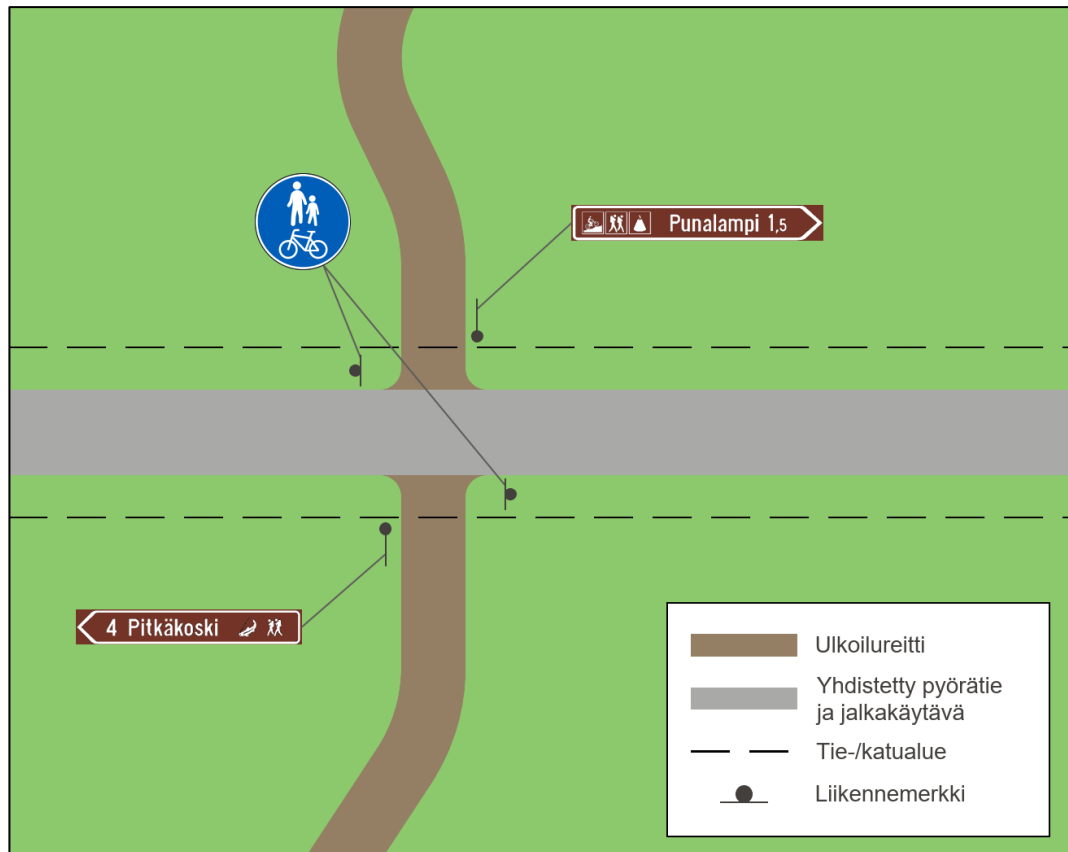 Punalampi 1,5
4 Pitkäkoski
Ulkoilureitti
Yhdistetty pyörätie
ja jalkakäytävä
Tie-/katualue
Liikennemerkki